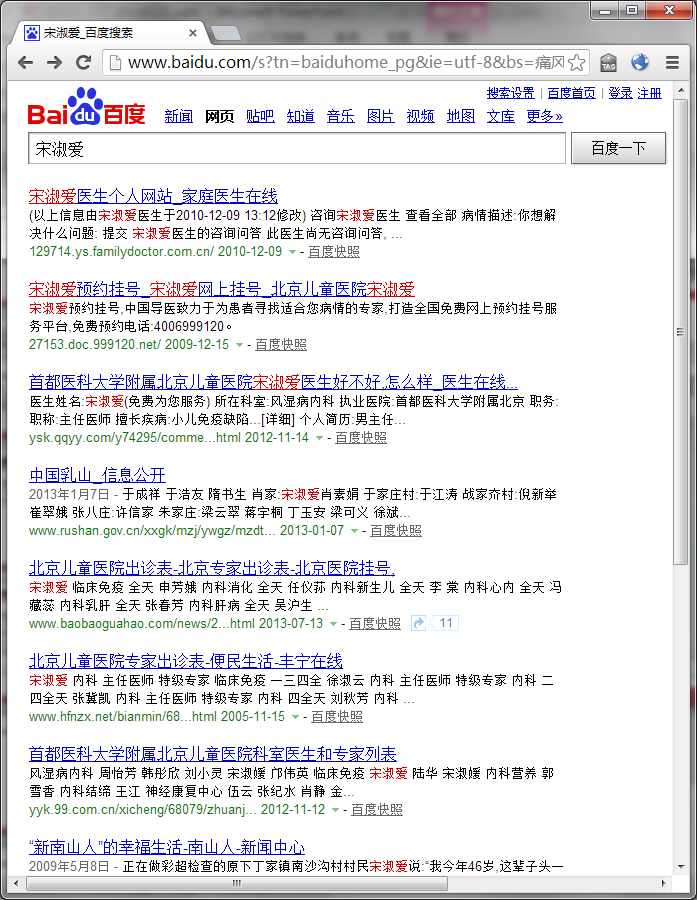 宋淑爱_百度搜索
www.baidu.com/s?tn=baiduhome_pg&ie=utf-8&bs=痛风
搜索设置 | 百度首页 | 登录 注册
Bai du 百度 新闻 网页 贴吧 知道 音乐 图片 视频 地图 文库 更多»
宋淑爱 百度一下
宋淑爱医生个人网站_家庭医生在线
(以上信息由宋淑爱医生于2010-12-09 13:12修改) 咨询宋淑爱医生 查看全部 病情描述:你想解
决什么问题: 提交 宋淑爱医生的咨询问答 此医生尚无咨询问答, ...
129714.ys.familydoctor.com.cn/ 2010-12-09 - 百度快照
宋淑爱预约挂号_宋淑爱网上挂号_北京儿童医院宋淑爱
宋淑爱预约挂号,中国导医致力于为患者寻找适合您病情的专家,打造全国免费网上预约挂号服
务平台,免费预约电话:4006999120。
27153.doc.999120.net/ 2009-12-15 - 百度快照
首都医科大学附属北京儿童医院宋淑爱医生好不好,怎么样_医生在线...
医生姓名:宋淑爱(免费为您服务) 所在科室:风湿病内科 执业医院:首都医科大学附属北京 职务:
职称:主任医师 擅长疾病:小儿免疫缺陷...[详细] 个人简历:男主任...
ysk.qqyy.com/y74295/comme...html 2012-11-14 - 百度快照
中国乳山_信息公开
2013年1月7日 - 于成祥 于浩友 隋书生 肖家:宋淑爱肖素娟 于家庄村:于江涛 战家夼村:倪新举
崔翠娥 张八庄:许信家 朱家庄:梁云翠 蒋宇桐 丁玉安 梁可义 徐斌...
www.rushan.gov.cn/xxgk/mzj/ywgz/mzdt... 2013-01-07 - 百度快照
北京儿童医院出诊表-北京专家出诊表-北京医院挂号,
宋淑爱 临床免疫 全天 申芳娥 内科消化 全天 任仪荪 内科新生儿 全天 李 棠 内科心内 全天 冯
藏蕊 内科乳肝 全天 张春芳 内科肝病 全天 吴沪生 ...
www.baobaoguahao.com/news/2...html 2013-07-13 - 百度快照 11
北京儿童医院专家出诊表-便民生活-丰宁在线
宋淑爱 内科 主任医师 特级专家 临床免疫 一三四全 徐淑云 内科 主任医师 特级专家 内科 二
四全天 张冀凯 内科 主任医师 特级专家 内科 四全天 刘秋芳 内科 ...
www.hfnzx.net/bianmin/68...html 2005-11-15 - 百度快照
首都医科大学附属北京儿童医院科室医生和专家列表
风湿病内科 周怡芳 韩彤欣 刘小灵 宋淑媛 邝伟英 临床免疫 宋淑爱 陆华 宋淑媛 内科营养 郭
雪香 内科结缔 王江 神经康复中心 伍云 张纪水 肖静 金...
yyk.99.com.cn/xicheng/68079/zhuanj... 2012-11-12 - 百度快照
“新南山人”的幸福生活-南山人-新闻中心
2009年5月8日 - 正在做彩超检查的原下丁家镇南沙沟村村民宋淑爱说:“我今年46岁,这辈子头一